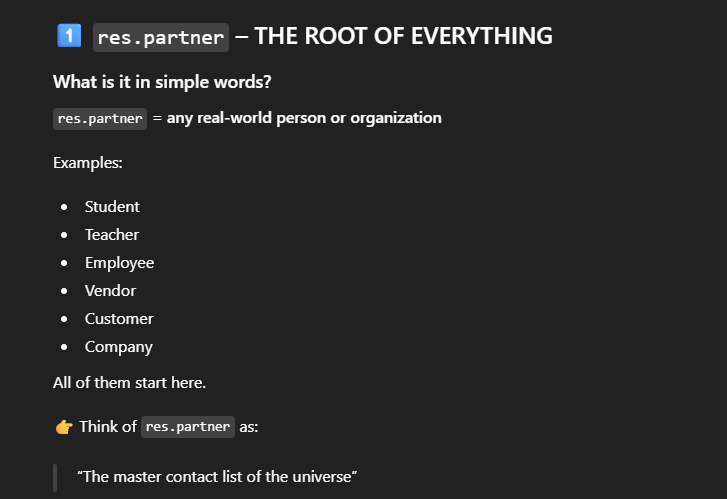 1️⃣ res.partner – THE ROOT OF EVERYTHING
What is it in simple words?
res.partner = any real-world person or organization
Examples:
• Student
• Teacher
• Employee
• Vendor
• Customer
• Company
All of them start here.
👉 Think of res.partner as:
“The master contact list of the universe”